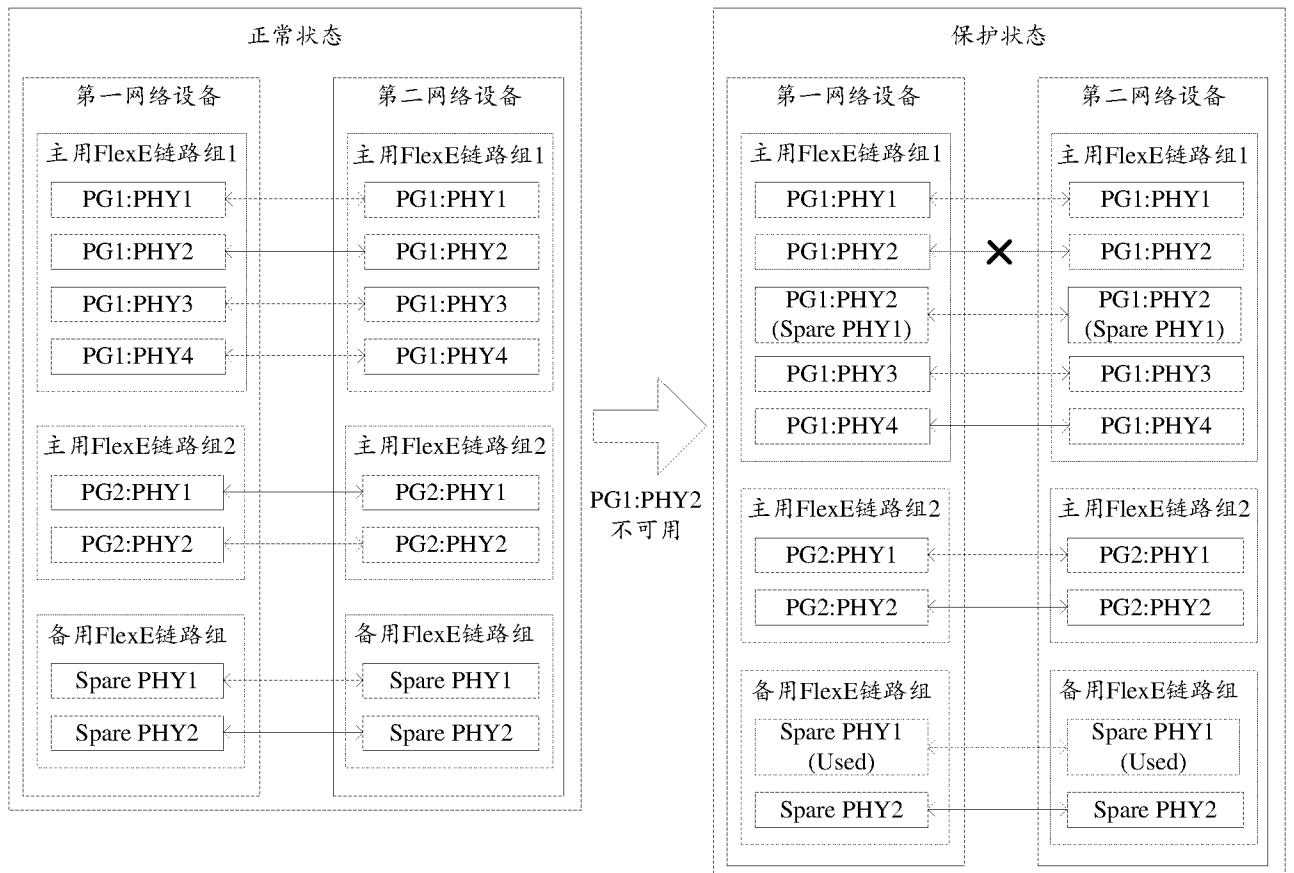 正常状态
第一网络设备
第二网络设备
主用FlexE链路组1
主用FlexE链路组1
PG1:PHY1
PG1:PHY1
PG1:PHY2
PG1:PHY2
PG1:PHY3
PG1:PHY3
PG1:PHY4
PG1:PHY4
主用FlexE链路组2
主用FlexE链路组2
PG2:PHY1
PG2:PHY1
PG2:PHY2
PG2:PHY2
备用FlexE链路组
备用FlexE链路组
Spare PHY1
Spare PHY1
Spare PHY2
Spare PHY2
PG1:PHY2
不可用
保护状态
第一网络设备
第二网络设备
主用FlexE链路组1
主用FlexE链路组1
PG1:PHY1
PG1:PHY1
PG1:PHY2
PG1:PHY2
PG1:PHY2
(Spare PHY1)
PG1:PHY2
(Spare PHY1)
PG1:PHY3
PG1:PHY3
PG1:PHY4
PG1:PHY4
主用FlexE链路组2
主用FlexE链路组2
PG2:PHY1
PG2:PHY1
PG2:PHY2
PG2:PHY2
备用FlexE链路组
备用FlexE链路组
Spare PHY1
(Used)
Spare PHY1
(Used)
Spare PHY2
Spare PHY2